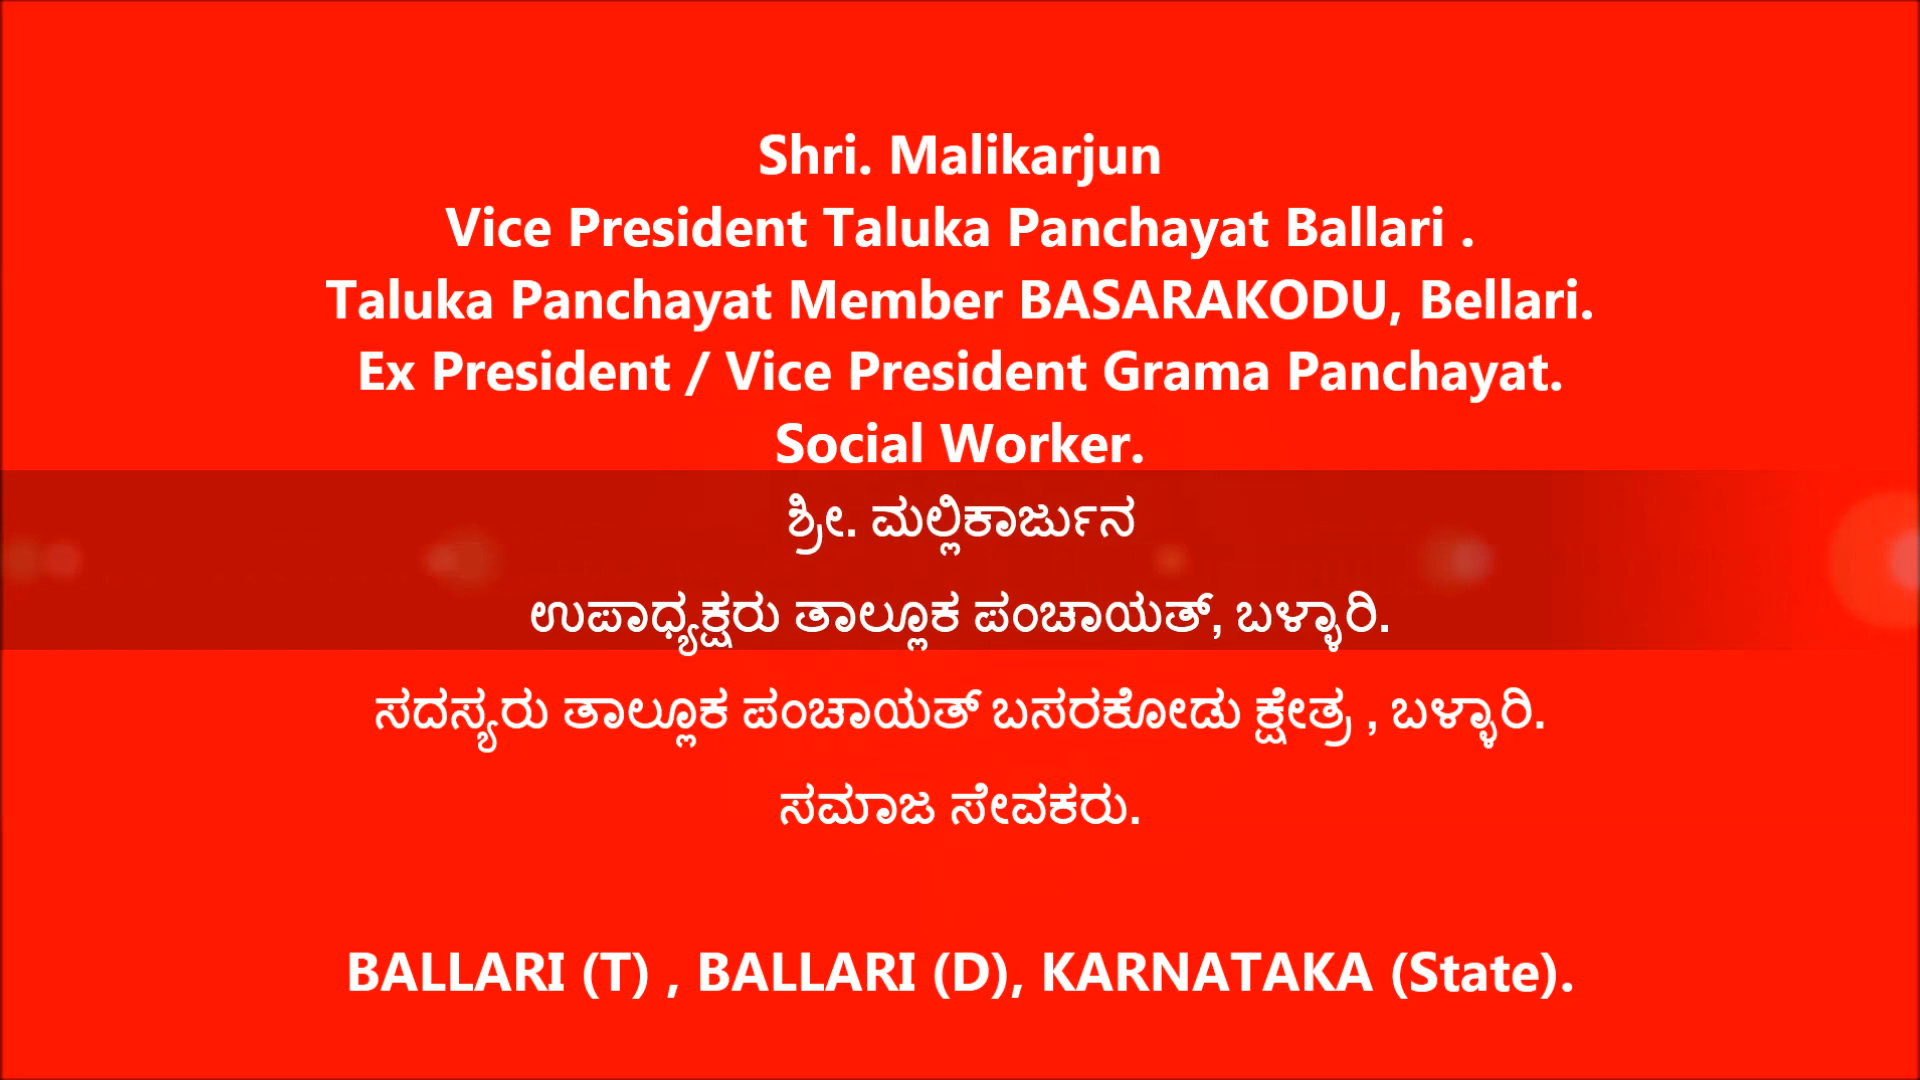 Shri. Malikarjun
Vice President Taluka Panchayat Ballari .
Taluka Panchayat Member BASARAKODU, Bellari.
Ex President / Vice President Grama Panchayat.
Social Worker.
ಶ್ರೀ. ಮಲ್ಲಿಕಾರ್ಜುನ
ಉಪಾಧ್ಯಕ್ಷರು ತಾಲ್ಲೂಕ ಪಂಚಾಯತ್, ಬಳ್ಳಾರಿ.
ಸದಸ್ಯರು ತಾಲ್ಲೂಕ ಪಂಚಾಯತ್ ಬಸರಕೋಡು ಕ್ಷೇತ್ರ , ಬಳ್ಳಾರಿ.
ಸಮಾಜ ಸೇವಕರು.
BALLARI (T) , BALLARI (D), KARNATAKA (State).